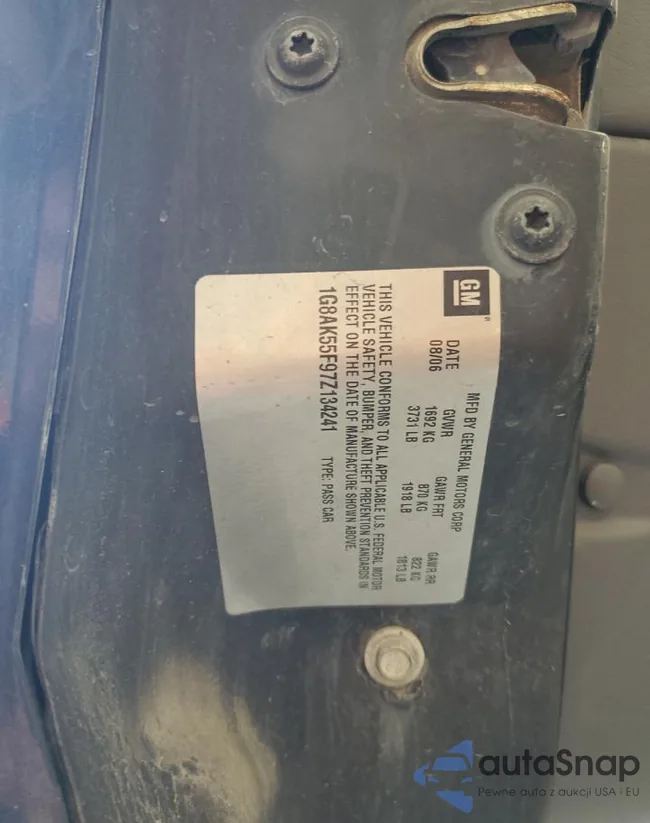 GM
MFD BY GENERAL MOTORS CORP
DATE GVWR GAWR FRT GAWR RR
08/06 1692 KG 870 KG 822 KG
3731 LB 1918 LB 1813 LB
THIS VEHICLE CONFORMS TO ALL APPLICABLE U.S. FEDERAL MOTOR
VEHICLE SAFETY, BUMPER, AND THEFT PREVENTION STANDARDS IN
EFFECT ON THE DATE OF MANUFACTURE SHOWN ABOVE.
1G8AK55F97Z134241 TYPE: PASS CAR
autaSnap
Pewne auta z aukcji USA - EU